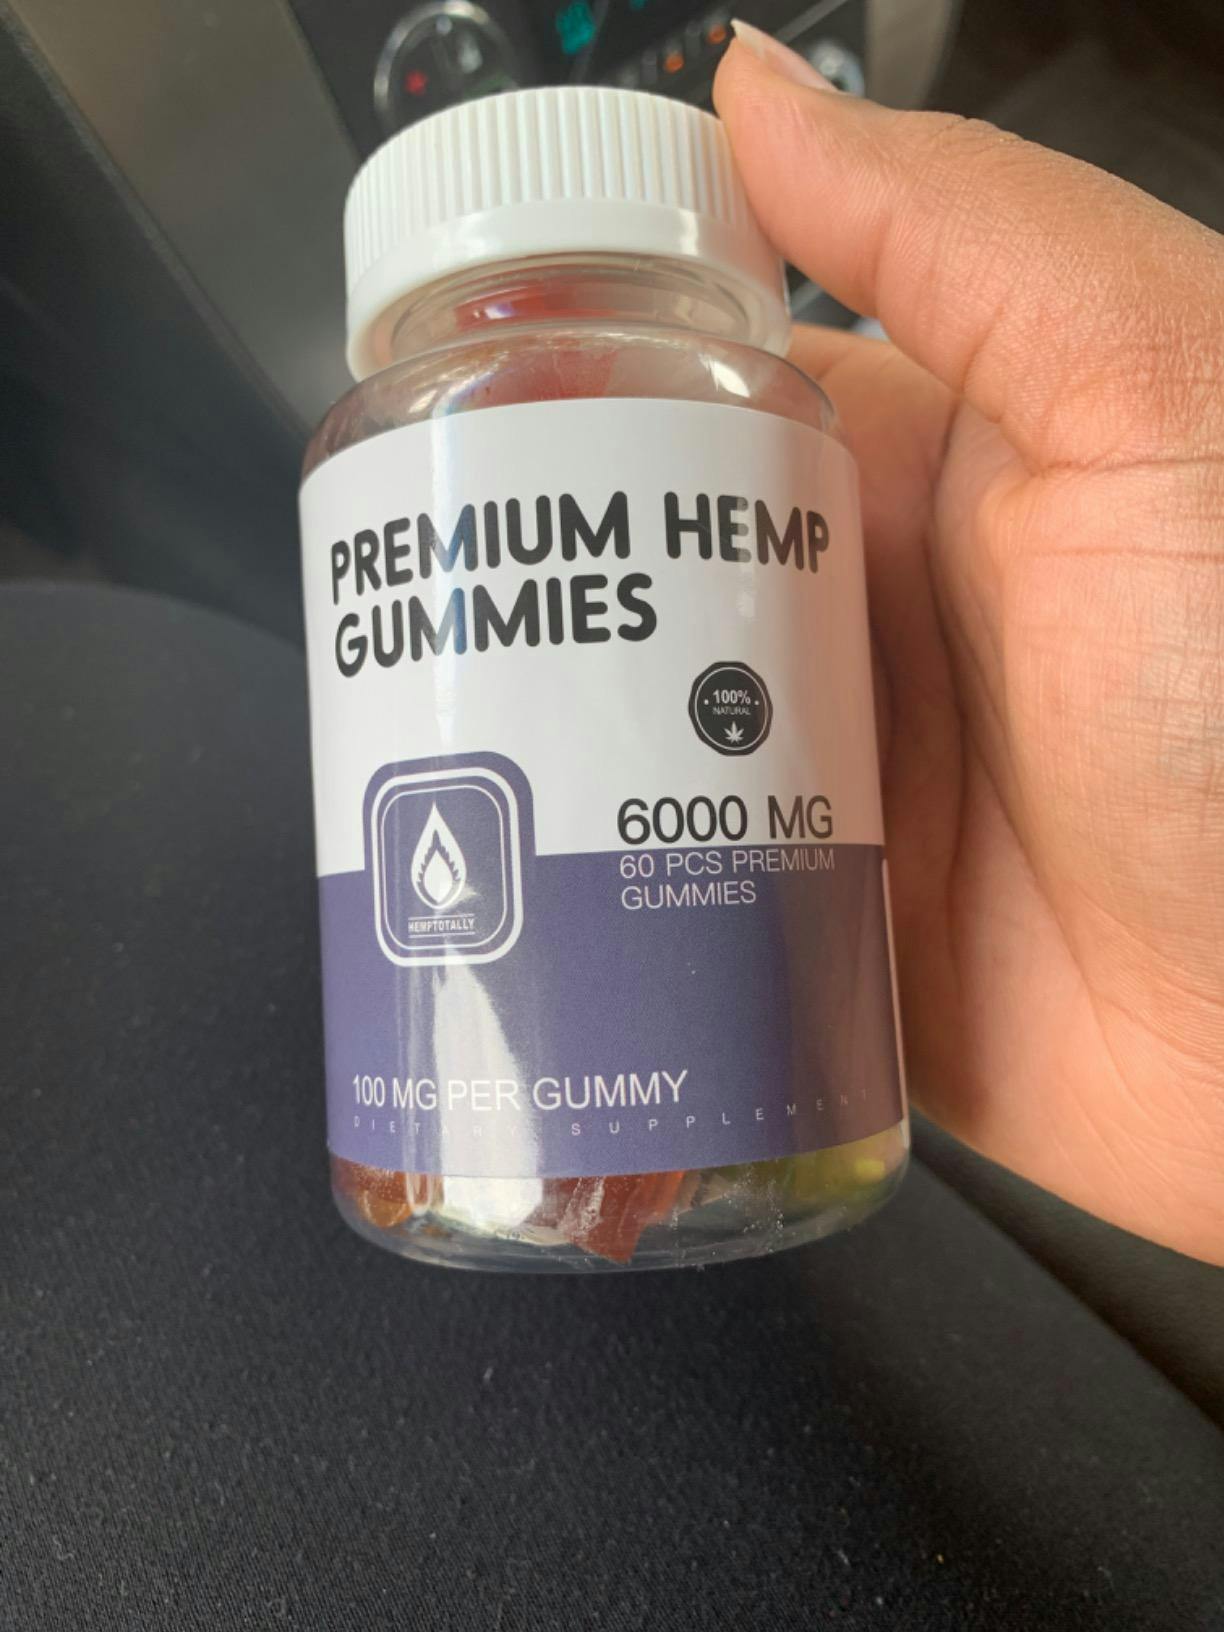 PREMIUM HEMP
GUMMIES
100%
NATURAL
6000 MG
60 PCS PREMIUM
GUMMIES
HEMPTOTALLY
100 MG PER GUMMY
DIETARY SUPPLEMENT